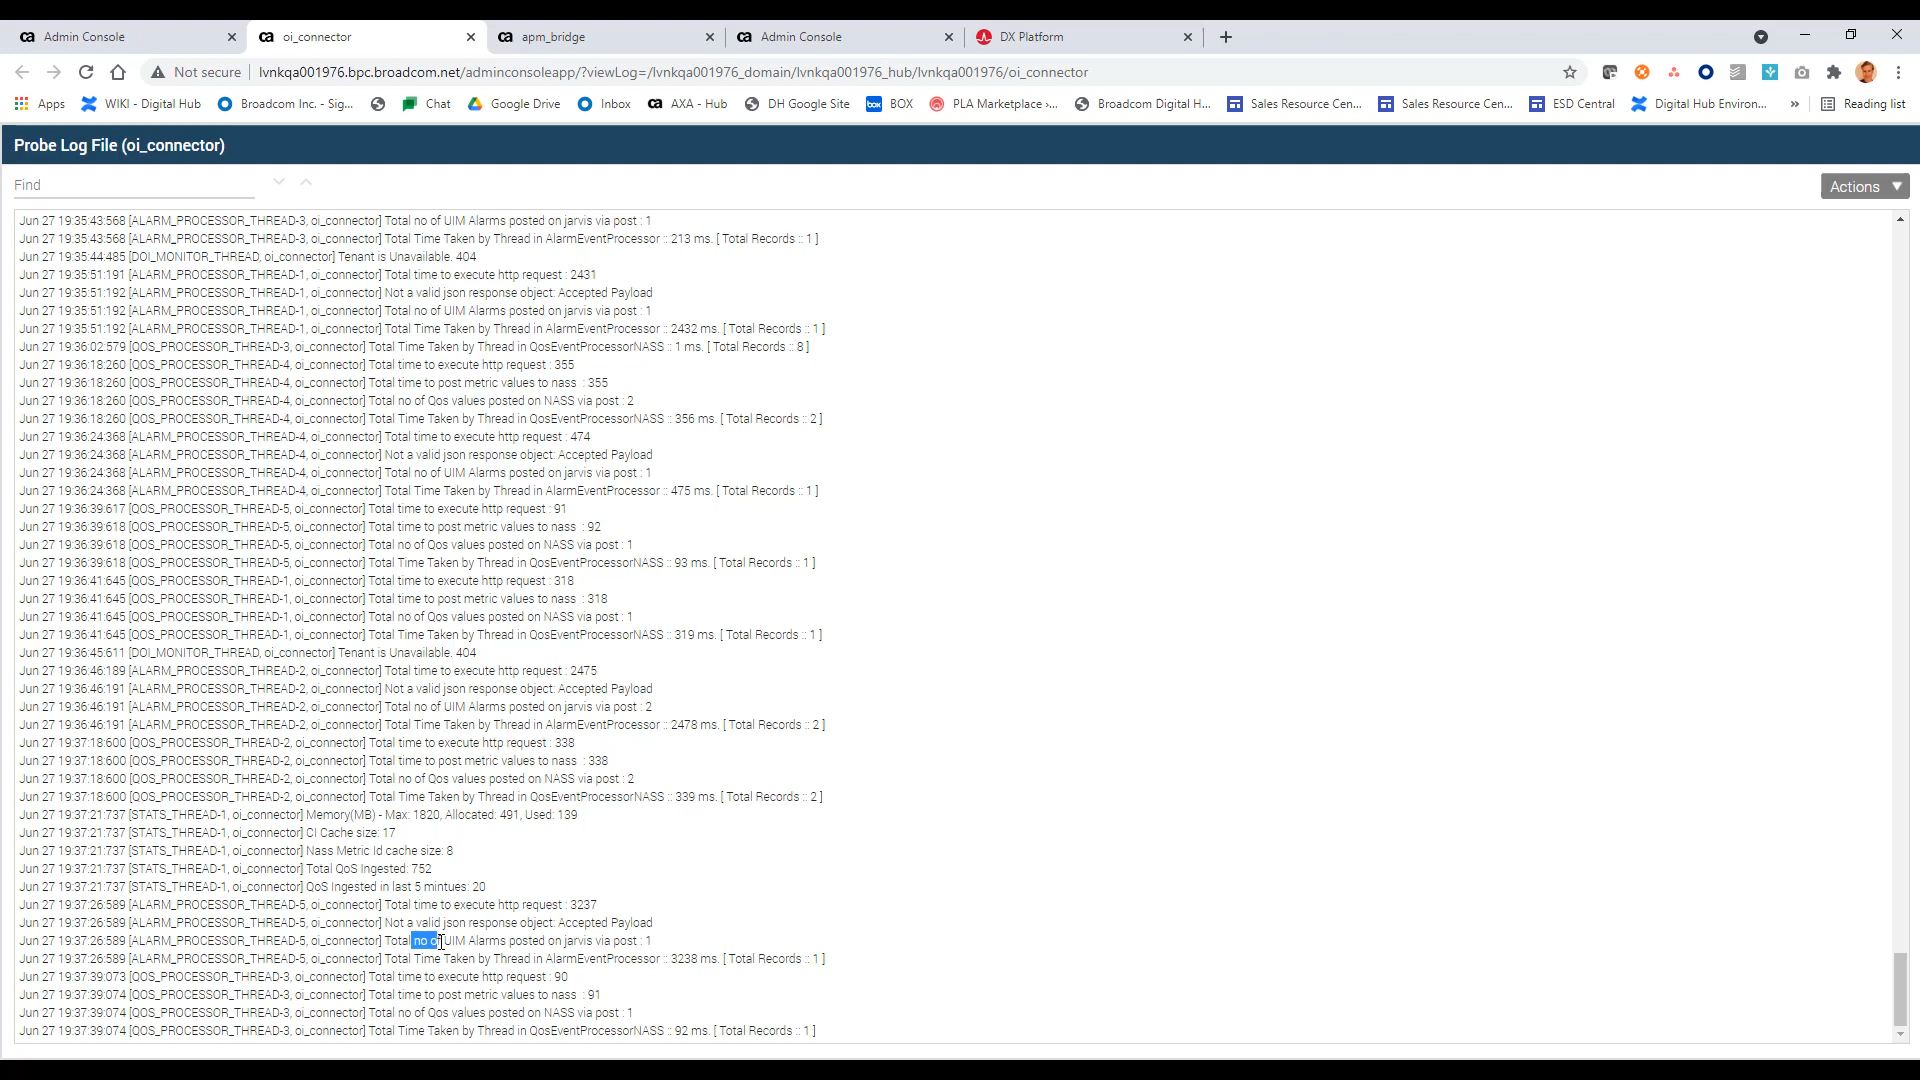 Admin Console
oi_connector
apm_bridge
Admin Console
DX Platform
Not secure
lvnkqa001976.bpc.broadcom.net/adminconsoleapp/?viewLog=/lvnkqa001976_domain/lvnkqa001976_hub/lvnkqa001976/oi_connector
Apps
WIKI - Digital Hub
Broadcom Inc. - Sig...
Chat
Google Drive
Inbox
AXA - Hub
DH Google Site
BOX
PLA Marketplace ›...
Broadcom Digital H...
Sales Resource Cen...
Sales Resource Cen...
ESD Central
Digital Hub Environ...
»
Reading list
Probe Log File (oi_connector)
Find
Actions
Jun 27 19:35:43:568 [ALARM_PROCESSOR_THREAD-3, oi_connector] Total no of UIM Alarms posted on jarvis via post : 1
Jun 27 19:35:43:568 [ALARM_PROCESSOR_THREAD-3, oi_connector] Total Time Taken by Thread in AlarmEventProcessor :: 213 ms. [ Total Records :: 1 ]
Jun 27 19:35:44:485 [DOI_MONITOR_THREAD, oi_connector] Tenant is Unavailable. 404
Jun 27 19:35:51:191 [ALARM_PROCESSOR_THREAD-1, oi_connector] Total time to execute http request : 2431
Jun 27 19:35:51:192 [ALARM_PROCESSOR_THREAD-1, oi_connector] Not a valid json response object: Accepted Payload
Jun 27 19:35:51:192 [ALARM_PROCESSOR_THREAD-1, oi_connector] Total no of UIM Alarms posted on jarvis via post : 1
Jun 27 19:35:51:192 [ALARM_PROCESSOR_THREAD-1, oi_connector] Total Time Taken by Thread in AlarmEventProcessor :: 2432 ms. [ Total Records :: 1 ]
Jun 27 19:36:02:579 [QOS_PROCESSOR_THREAD-3, oi_connector] Total Time Taken by Thread in QosEventProcessorNASS :: 1 ms. [ Total Records :: 8 ]
Jun 27 19:36:18:260 [QOS_PROCESSOR_THREAD-4, oi_connector] Total time to execute http request : 355
Jun 27 19:36:18:260 [QOS_PROCESSOR_THREAD-4, oi_connector] Total time to post metric values to nass : 355
Jun 27 19:36:18:260 [QOS_PROCESSOR_THREAD-4, oi_connector] Total no of Qos values posted on NASS via post : 2
Jun 27 19:36:18:260 [QOS_PROCESSOR_THREAD-4, oi_connector] Total Time Taken by Thread in QosEventProcessorNASS :: 356 ms. [ Total Records :: 2 ]
Jun 27 19:36:24:368 [ALARM_PROCESSOR_THREAD-4, oi_connector] Total time to execute http request : 474
Jun 27 19:36:24:368 [ALARM_PROCESSOR_THREAD-4, oi_connector] Not a valid json response object: Accepted Payload
Jun 27 19:36:24:368 [ALARM_PROCESSOR_THREAD-4, oi_connector] Total no of UIM Alarms posted on jarvis via post : 1
Jun 27 19:36:24:368 [ALARM_PROCESSOR_THREAD-4, oi_connector] Total Time Taken by Thread in AlarmEventProcessor :: 475 ms. [ Total Records :: 1 ]
Jun 27 19:36:39:617 [QOS_PROCESSOR_THREAD-5, oi_connector] Total time to execute http request : 91
Jun 27 19:36:39:618 [QOS_PROCESSOR_THREAD-5, oi_connector] Total time to post metric values to nass : 92
Jun 27 19:36:39:618 [QOS_PROCESSOR_THREAD-5, oi_connector] Total no of Qos values posted on NASS via post : 1
Jun 27 19:36:39:618 [QOS_PROCESSOR_THREAD-5, oi_connector] Total Time Taken by Thread in QosEventProcessorNASS :: 93 ms. [ Total Records :: 1 ]
Jun 27 19:36:41:645 [QOS_PROCESSOR_THREAD-1, oi_connector] Total time to execute http request : 318
Jun 27 19:36:41:645 [QOS_PROCESSOR_THREAD-1, oi_connector] Total time to post metric values to nass : 318
Jun 27 19:36:41:645 [QOS_PROCESSOR_THREAD-1, oi_connector] Total no of Qos values posted on NASS via post : 1
Jun 27 19:36:41:645 [QOS_PROCESSOR_THREAD-1, oi_connector] Total Time Taken by Thread in QosEventProcessorNASS :: 319 ms. [ Total Records :: 1 ]
Jun 27 19:36:45:611 [DOI_MONITOR_THREAD, oi_connector] Tenant is Unavailable. 404
Jun 27 19:36:46:189 [ALARM_PROCESSOR_THREAD-2, oi_connector] Total time to execute http request : 2475
Jun 27 19:36:46:191 [ALARM_PROCESSOR_THREAD-2, oi_connector] Not a valid json response object: Accepted Payload
Jun 27 19:36:46:191 [ALARM_PROCESSOR_THREAD-2, oi_connector] Total no of UIM Alarms posted on jarvis via post : 2
Jun 27 19:36:46:191 [ALARM_PROCESSOR_THREAD-2, oi_connector] Total Time Taken by Thread in AlarmEventProcessor :: 2478 ms. [ Total Records :: 2 ]
Jun 27 19:37:18:600 [QOS_PROCESSOR_THREAD-2, oi_connector] Total time to execute http request : 338
Jun 27 19:37:18:600 [QOS_PROCESSOR_THREAD-2, oi_connector] Total time to post metric values to nass : 338
Jun 27 19:37:18:600 [QOS_PROCESSOR_THREAD-2, oi_connector] Total no of Qos values posted on NASS via post : 2
Jun 27 19:37:18:600 [QOS_PROCESSOR_THREAD-2, oi_connector] Total Time Taken by Thread in QosEventProcessorNASS :: 339 ms. [ Total Records :: 2 ]
Jun 27 19:37:21:737 [STATS_THREAD-1, oi_connector] Memory(MB) - Max: 1820, Allocated: 491, Used: 139
Jun 27 19:37:21:737 [STATS_THREAD-1, oi_connector] CI Cache size: 17
Jun 27 19:37:21:737 [STATS_THREAD-1, oi_connector] Nass Metric Id cache size: 8
Jun 27 19:37:21:737 [STATS_THREAD-1, oi_connector] Total QoS Ingested: 752
Jun 27 19:37:21:737 [STATS_THREAD-1, oi_connector] QoS Ingested in last 5 mintues: 20
Jun 27 19:37:26:589 [ALARM_PROCESSOR_THREAD-5, oi_connector] Total time to execute http request : 3237
Jun 27 19:37:26:589 [ALARM_PROCESSOR_THREAD-5, oi_connector] Not a valid json response object: Accepted Payload
Jun 27 19:37:26:589 [ALARM_PROCESSOR_THREAD-5, oi_connector] Total no of UIM Alarms posted on jarvis via post : 1
Jun 27 19:37:26:589 [ALARM_PROCESSOR_THREAD-5, oi_connector] Total Time Taken by Thread in AlarmEventProcessor :: 3238 ms. [ Total Records :: 1 ]
Jun 27 19:37:39:073 [QOS_PROCESSOR_THREAD-3, oi_connector] Total time to execute http request : 90
Jun 27 19:37:39:074 [QOS_PROCESSOR_THREAD-3, oi_connector] Total time to post metric values to nass : 91
Jun 27 19:37:39:074 [QOS_PROCESSOR_THREAD-3, oi_connector] Total no of Qos values posted on NASS via post : 1
Jun 27 19:37:39:074 [QOS_PROCESSOR_THREAD-3, oi_connector] Total Time Taken by Thread in QosEventProcessorNASS :: 92 ms. [ Total Records :: 1 ]